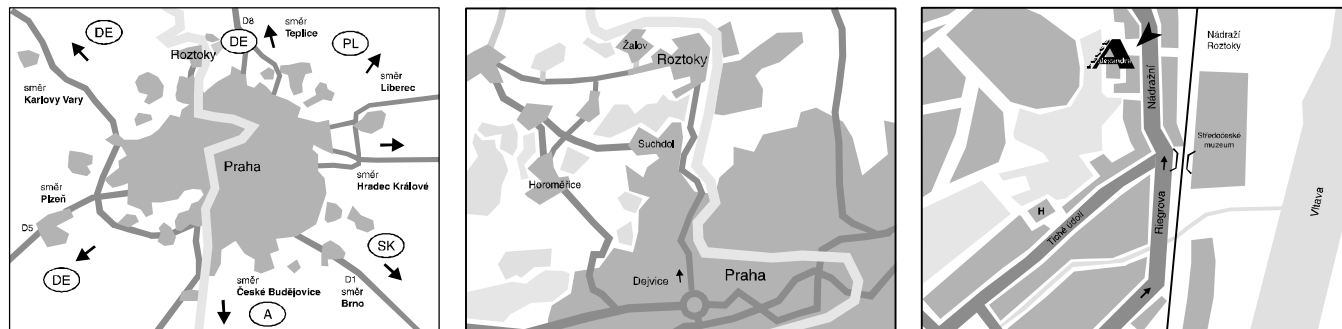 DE
D8
směr
Teplice
DE
PL
Roztoky
směr
Liberec
směr
Karlovy Vary
Praha
směr
Hradec Králové
směr
Plzeň
D5
DE
SK
směr
České Budějovice
A
D1
směr
Brno
Žalov
Roztoky
Suchdol
Horoměřice
Dejvice
Praha
Nádraží
Roztoky
A
Nádražní
Středočeské
muzeum
H
Tiché údolí
Riegrova
Vltava